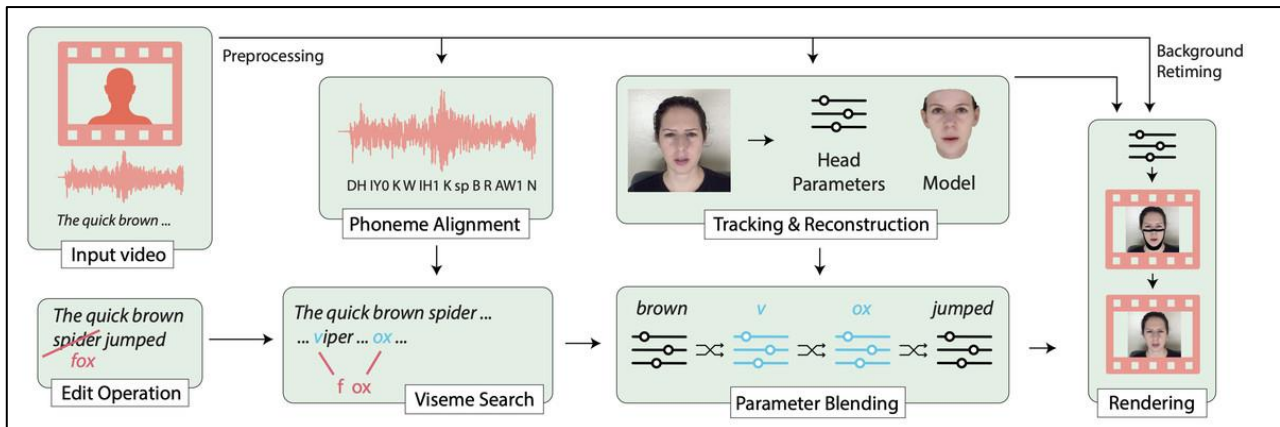 Preprocessing
Background
Retiming
The quick brown ...
Input video
DH IY0 K W IH1 K sp B R AW1 N
Phoneme Alignment
Head
Parameters
Model
Tracking & Reconstruction
The quick brown
spider jumped
fox
Edit Operation
The quick brown spider ...
... viper ... ox ...
f ox
Viseme Search
brown v ox jumped
Parameter Blending
Rendering